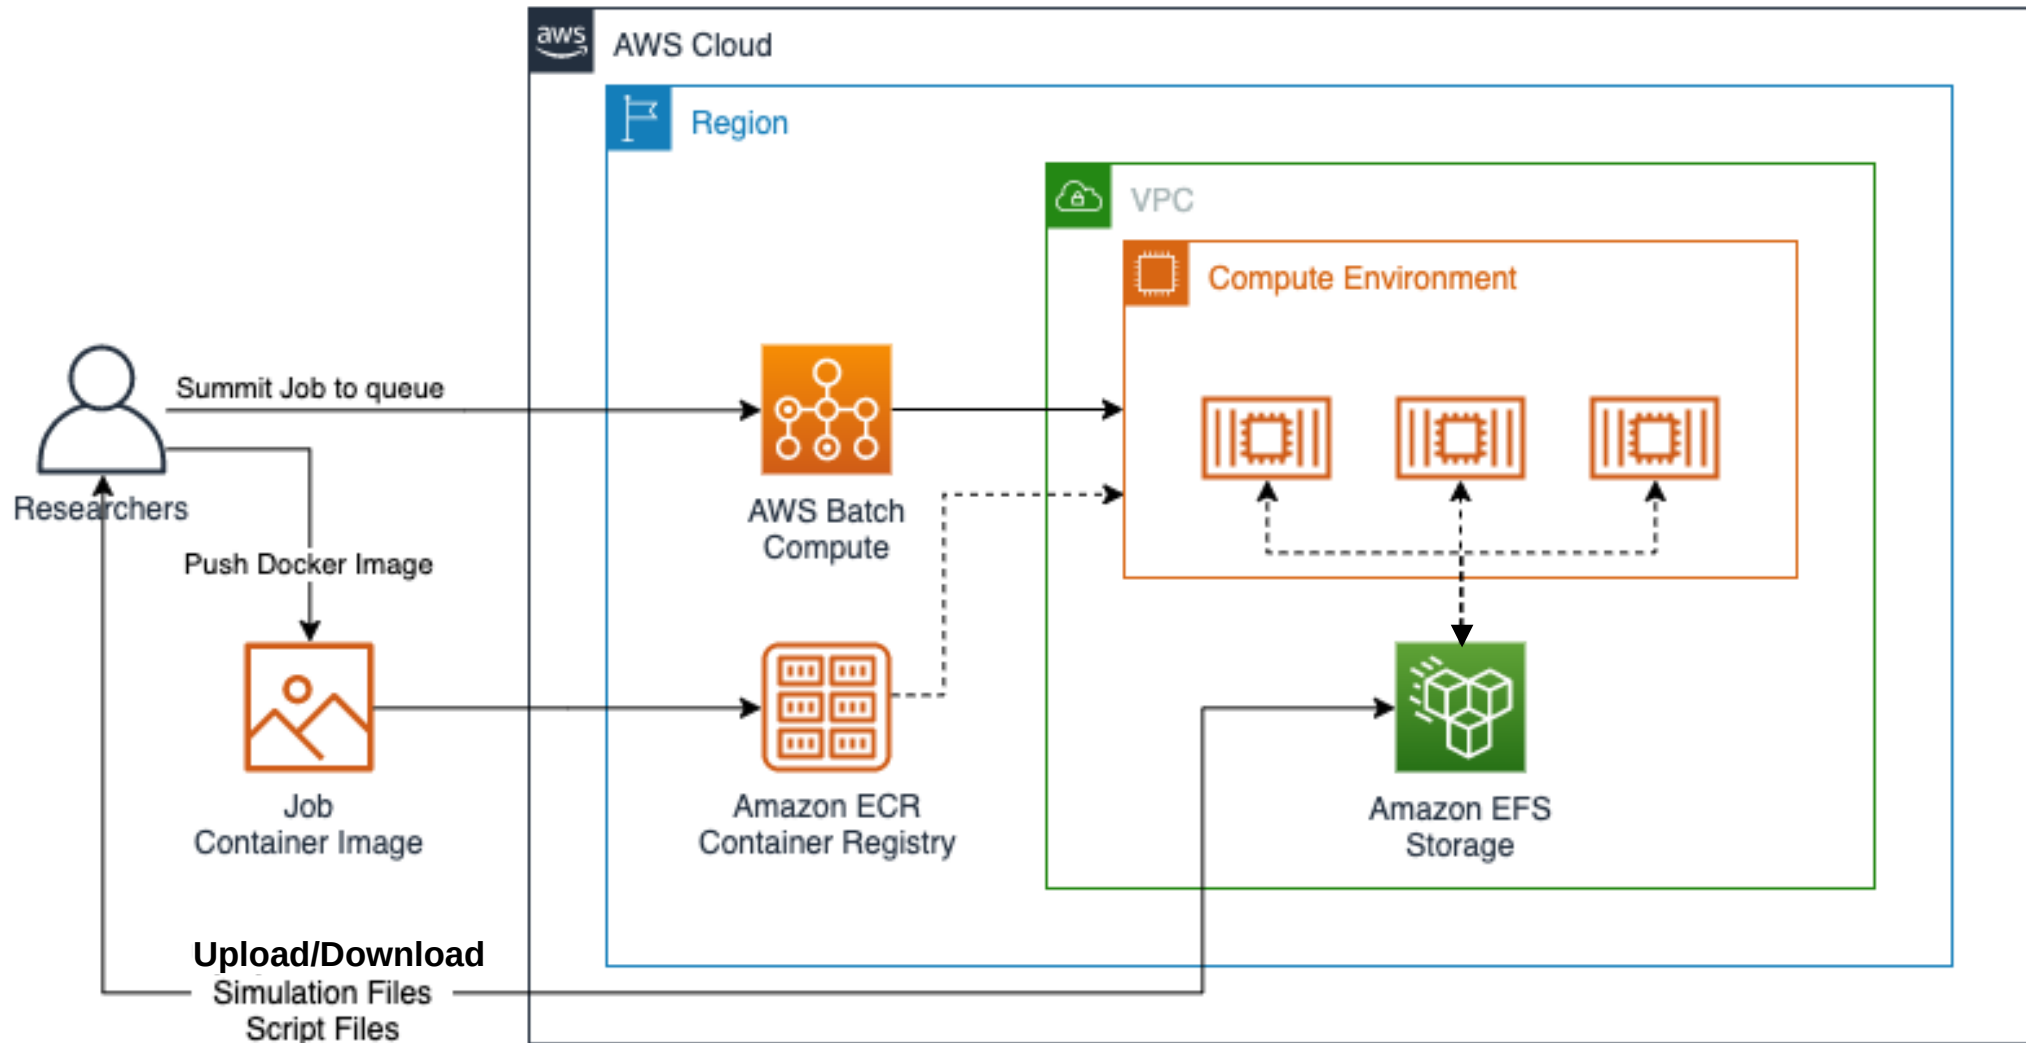 aws
AWS Cloud
Region
VPC
Compute Environment
Summit Job to queue
Researchers
AWS Batch
Compute
Push Docker Image
Job
Container Image
Amazon ECR
Container Registry
Amazon EFS
Storage
Upload/Download
Simulation Files
Script Files